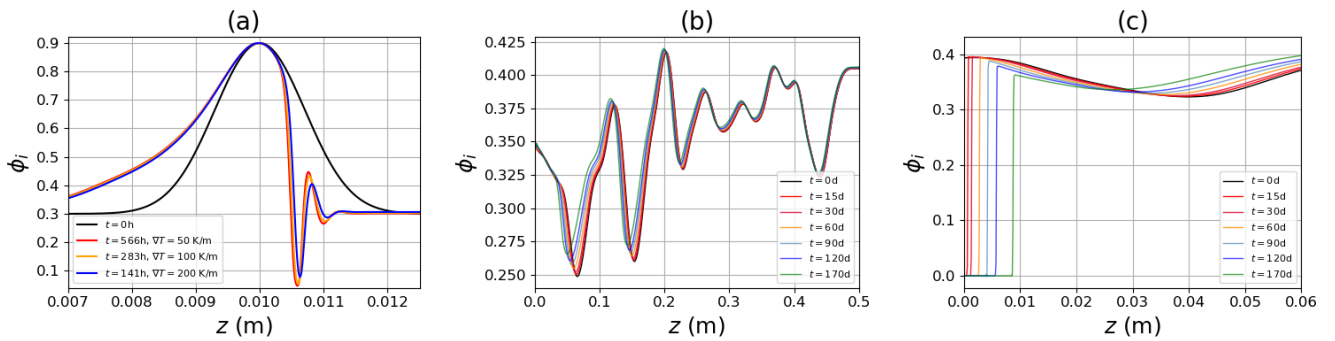 (a)
0.9
0.8
0.7
0.6
0.5
0.4
0.3
0.2
0.1
ϕᵢ
t = 0h
t = 566h, ∇T = 50 K/m
t = 283h, ∇T = 100 K/m
t = 141h, ∇T = 200 K/m
0.007 0.008 0.009 0.010 0.011 0.012
z (m)
(b)
0.425
0.400
0.375
0.350
0.325
0.300
0.275
0.250
ϕᵢ
t = 0d
t = 15d
t = 30d
t = 60d
t = 90d
t = 120d
t = 170d
0.0 0.1 0.2 0.3 0.4 0.5
z (m)
(c)
0.4
0.3
0.2
0.1
0.0
ϕᵢ
t = 0d
t = 15d
t = 30d
t = 60d
t = 90d
t = 120d
t = 170d
0.00 0.01 0.02 0.03 0.04 0.05 0.06
z (m)